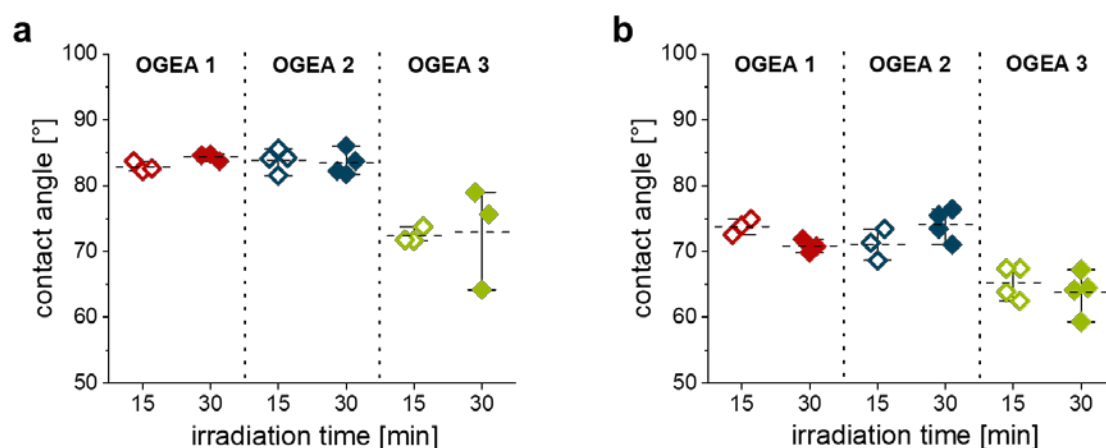 a
100
90
80
70
60
50
contact angle [°]
OGEA 1 OGEA 2 OGEA 3
15 30 15 30 15 30
irradiation time [min]
b
100
90
80
70
60
50
contact angle [°]
OGEA 1 OGEA 2 OGEA 3
15 30 15 30 15 30
irradiation time [min]